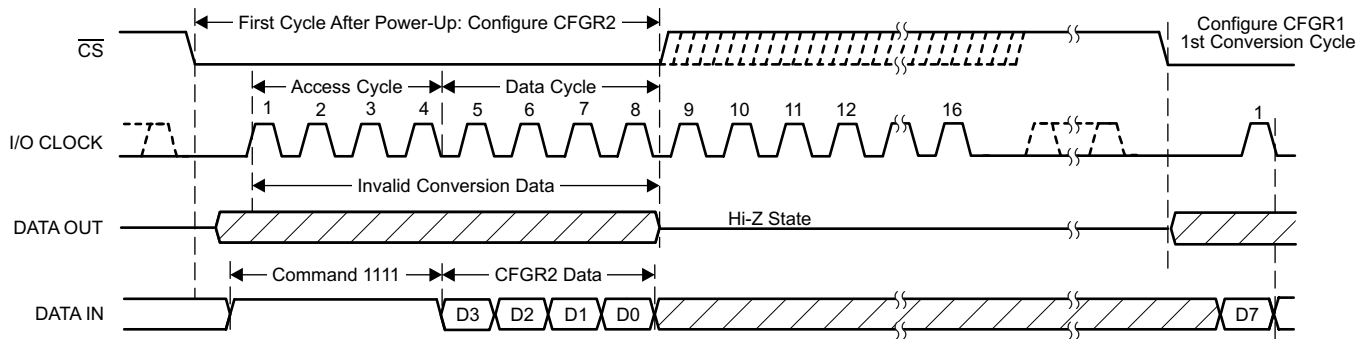 First Cycle After Power-Up: Configure CFGR2
Configure CFGR1
1st Conversion Cycle
CS
Access Cycle
Data Cycle
1 2 3 4 5 6 7 8 9 10 11 12 16 1
I/O CLOCK
Invalid Conversion Data
DATA OUT
Hi-Z State
Command 1111
CFGR2 Data
DATA IN
D3 D2 D1 D0 D7